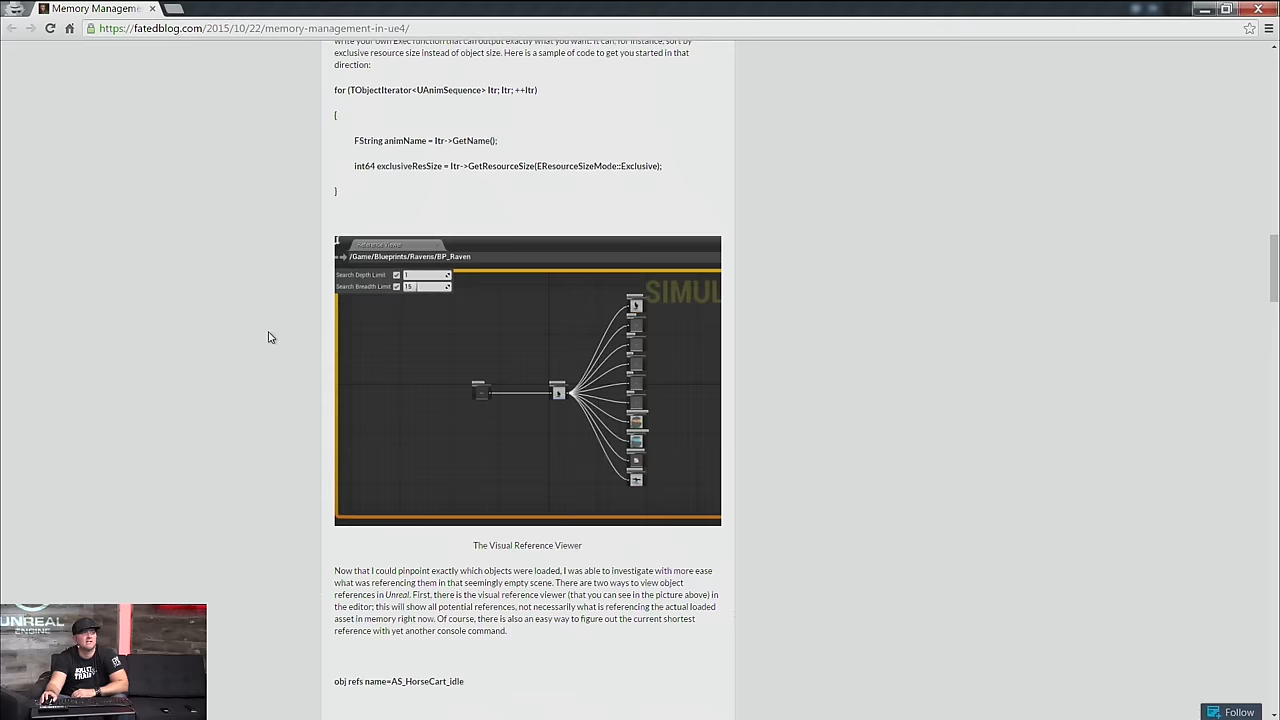 Memory Manageme
https://fatedblog.com/2015/10/22/memory-management-in-ue4/
write your own Exec function that can output exactly what you want. It can, for instance, sort by
exclusive resource size instead of object size. Here is a sample of code to get you started in that
direction:
for (TObjectIterator<UAnimSequence> Itr; Itr; ++Itr)
{
FString animName = Itr->GetName();
int64 exclusiveResSize = Itr->GetResourceSize(EResourceSizeMode::Exclusive);
}
Reference Viewer
/Game/Blueprints/Ravens/BP_Raven
Search Depth Limit 1
Search Breadth Limit 15
SIMUL
The Visual Reference Viewer
Now that I could pinpoint exactly which objects were loaded, I was able to investigate with more ease
what was referencing them in that seemingly empty scene. There are two ways to view object
references in Unreal. First, there is the visual reference viewer (that you can see in the picture above) in
the editor; this will show all potential references, not necessarily what is referencing the actual loaded
asset in memory right now. Of course, there is also an easy way to figure out the current shortest
reference with yet another console command.
obj refs name=AS_HorseCart_idle
UNREAL
ENGINE
BULLET
TRAIN
Follow